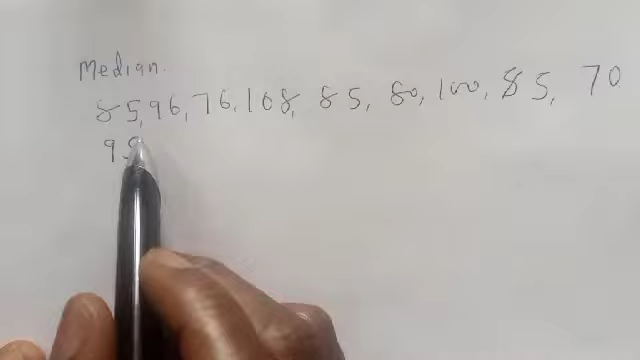 Median.
85, 96, 76, 108, 85, 80, 100, 85, 70